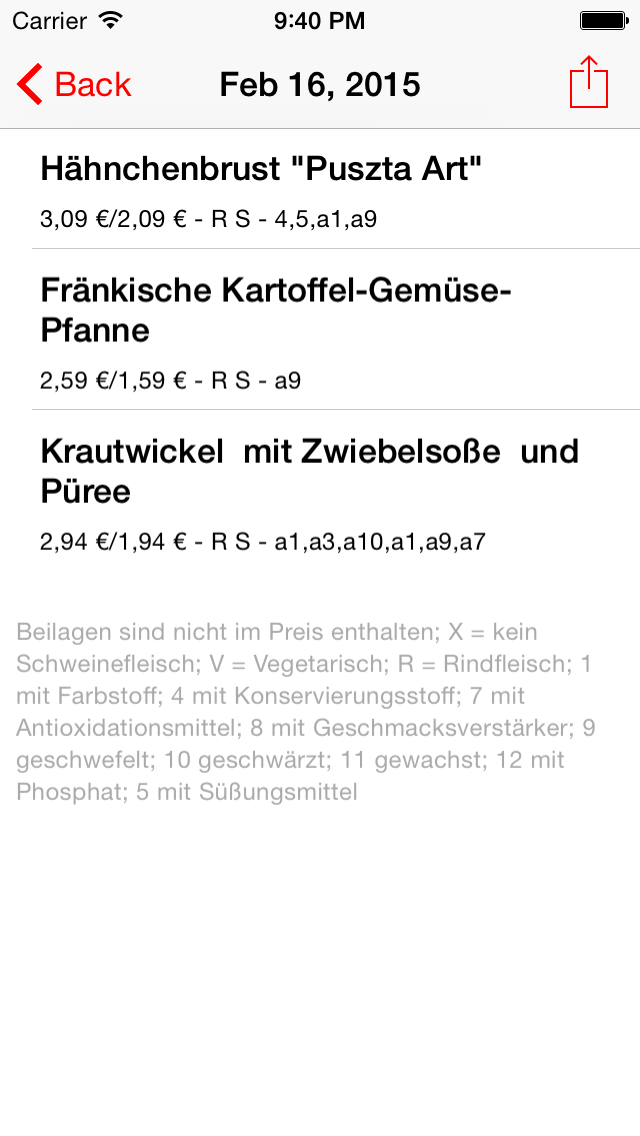 Carrier 9:40 PM
Back Feb 16, 2015
Hähnchenbrust "Puszta Art"
3,09 €/2,09 € - R S - 4,5,a1,a9
Fränkische Kartoffel-Gemüse-
Pfanne
2,59 €/1,59 € - R S - a9
Krautwickel  mit Zwiebelsoße  und
Püree
2,94 €/1,94 € - R S - a1,a3,a10,a1,a9,a7
Beilagen sind nicht im Preis enthalten; X = kein
Schweinefleisch; V = Vegetarisch; R = Rindfleisch; 1
mit Farbstoff; 4 mit Konservierungsstoff; 7 mit
Antioxidationsmittel; 8 mit Geschmacksverstärker; 9
geschwefelt; 10 geschwärzt; 11 gewachst; 12 mit
Phosphat; 5 mit Süßungsmittel